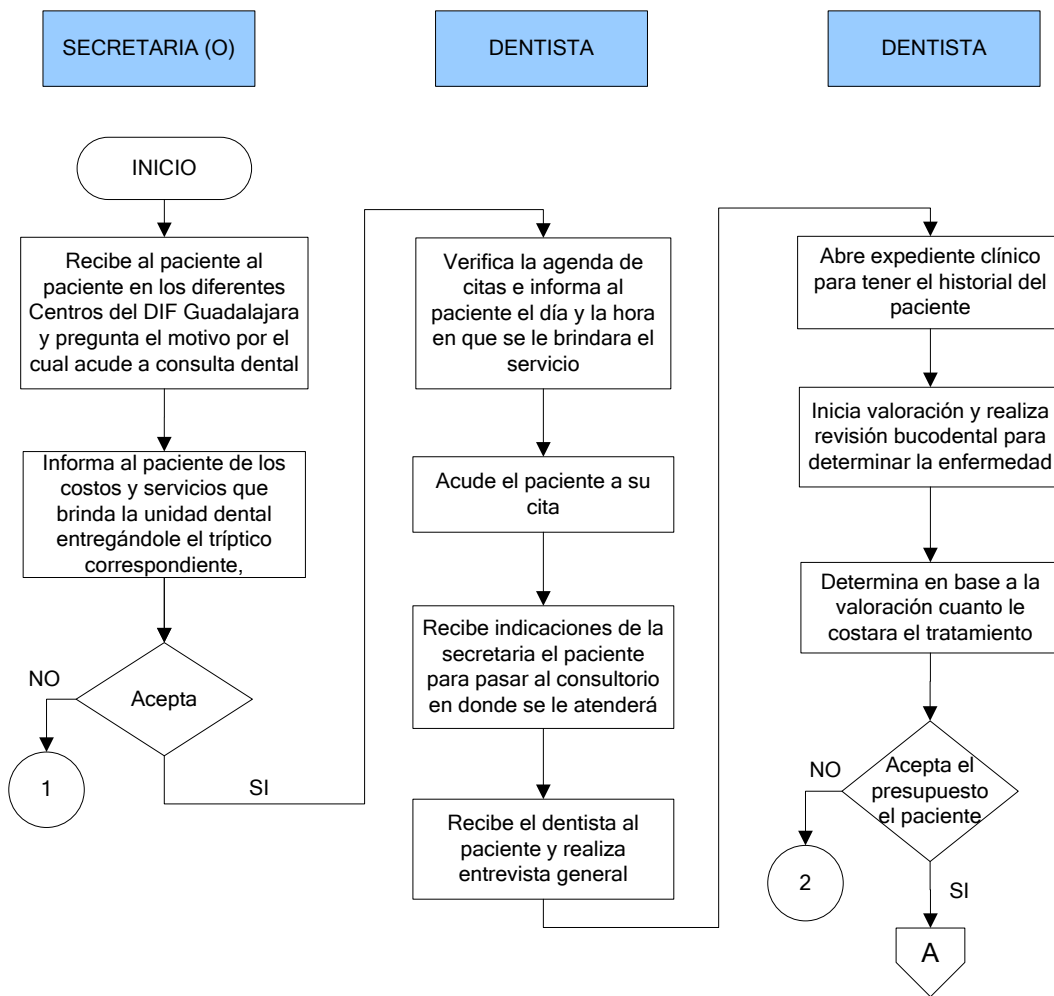 SECRETARIA (O)
DENTISTA
DENTISTA
INICIO
Recibe al paciente al
paciente en los diferentes
Centros del DIF Guadalajara
y pregunta el motivo por el
cual acude a consulta dental
Informa al paciente de los
costos y servicios que
brinda la unidad dental
entregándole el tríptico
correspondiente,
Acepta
NO
1
SI
Verifica la agenda de
citas e informa al
paciente el día y la hora
en que se le brindara el
servicio
Acude el paciente a su
cita
Recibe indicaciones de la
secretaria el paciente
para pasar al consultorio
en donde se le atenderá
Recibe el dentista al
paciente y realiza
entrevista general
Abre expediente clínico
para tener el historial del
paciente
Inicia valoración y realiza
revisión bucodental para
determinar la enfermedad
Determina en base a la
valoración cuanto le
costara el tratamiento
Acepta el
presupuesto
el paciente
NO
2
SI
A